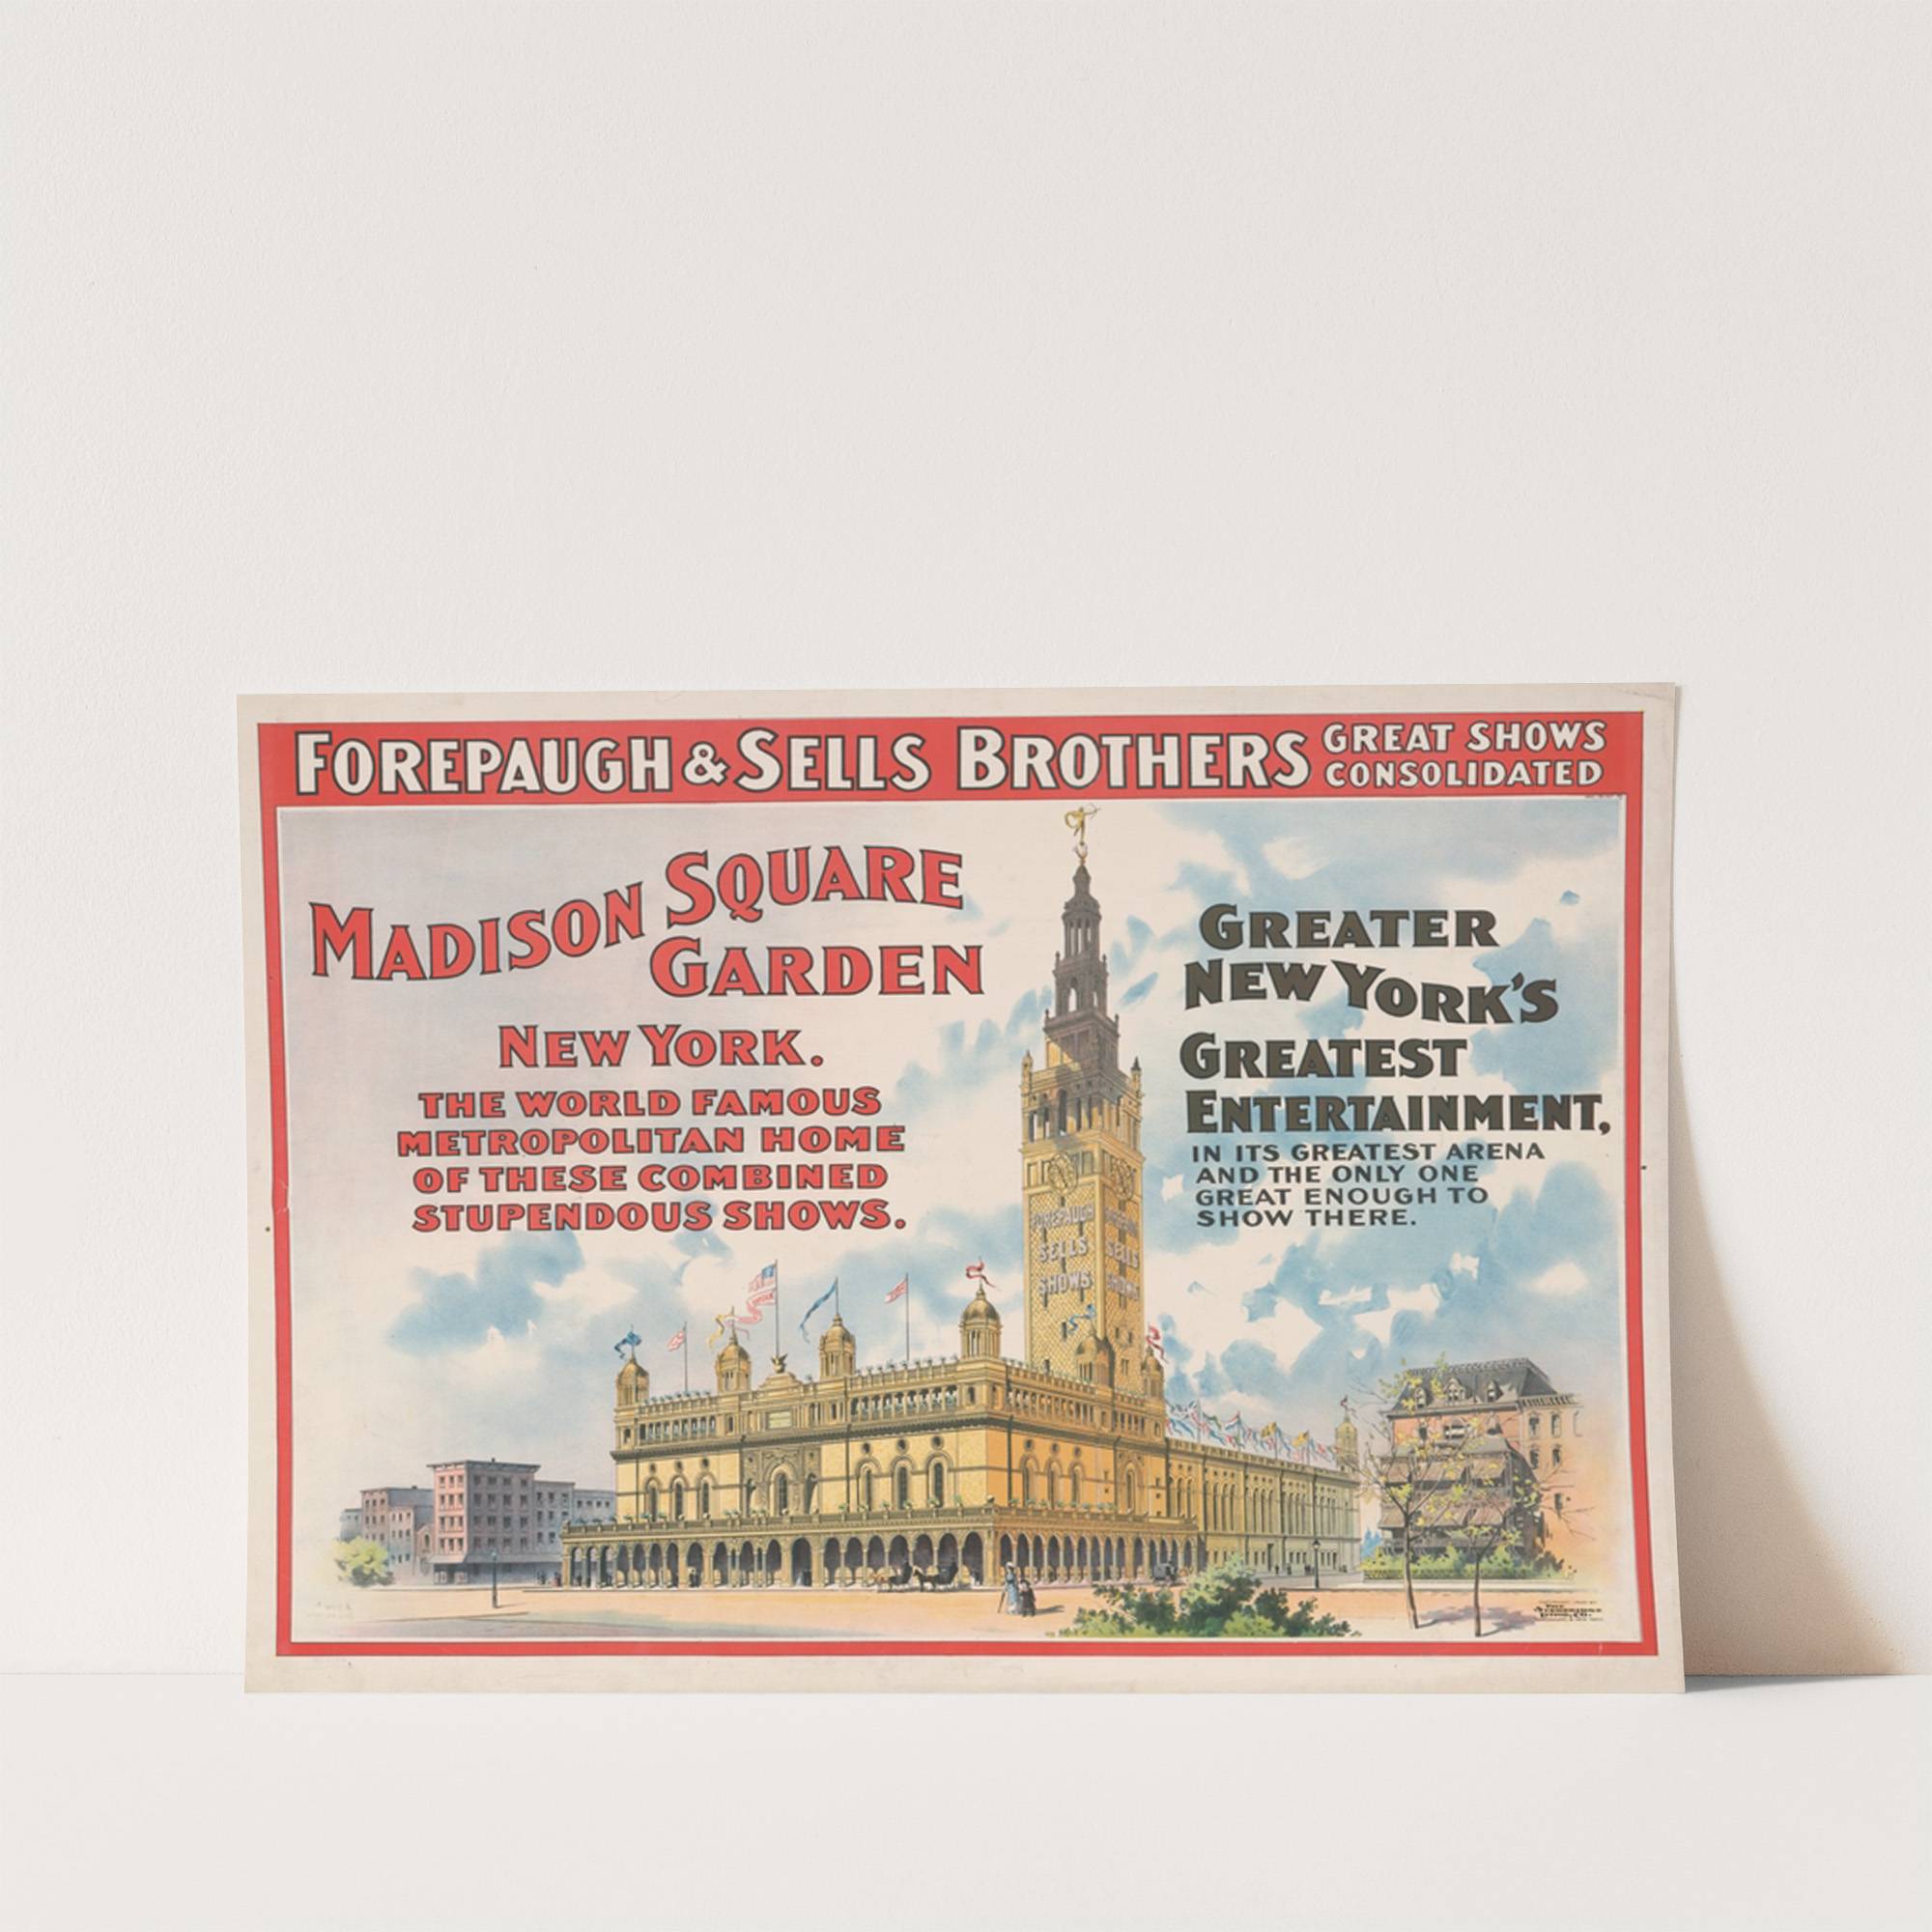 FOREPAUGH & SELLS BROTHERS
GREAT SHOWS
CONSOLIDATED
MADISON SQUARE
GARDEN
NEW YORK.
THE WORLD FAMOUS
METROPOLITAN HOME
OF THESE COMBINED
STUPENDOUS SHOWS.
GREATER
NEW YORK'S
GREATEST
ENTERTAINMENT,
IN ITS GREATEST ARENA
AND THE ONLY ONE
GREAT ENOUGH TO
SHOW THERE.
FOREPAUGH
SELLS
SHOWS
SELLS